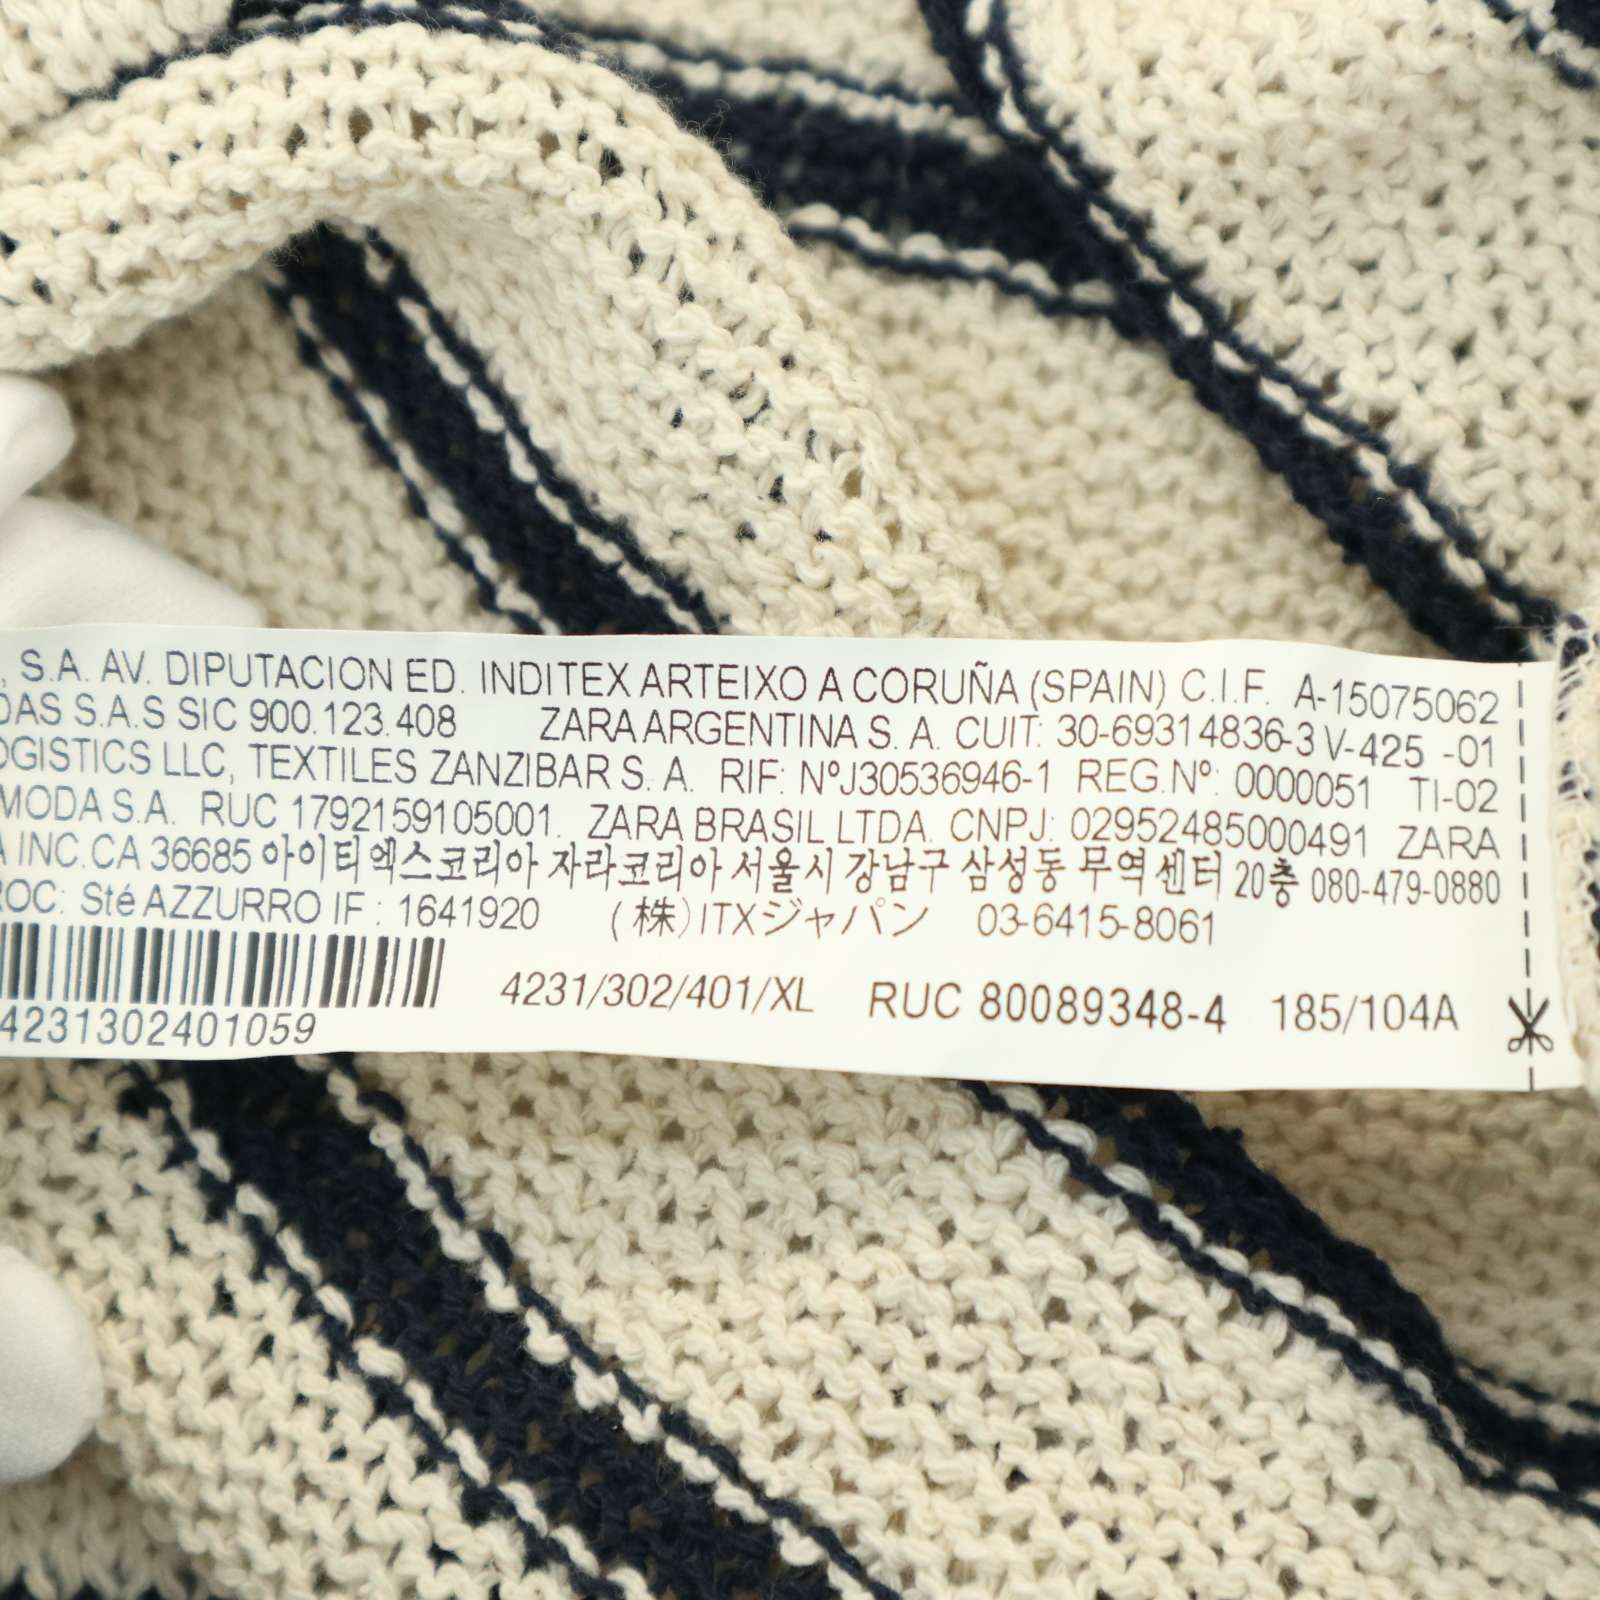 , S.A. AV. DIPUTACION ED. INDITEX ARTEIXO A CORUÑA (SPAIN) C.I.F. A-15075062
DAS S.A.S SIC 900.123.408 ZARA ARGENTINA S. A. CUIT: 30-69314836-3 V-425 -01
OGISTICS LLC, TEXTILES ZANZIBAR S. A. RIF: NºJ30536946-1 REG.Nº: 0000051 TI-02
MODA S.A. RUC 1792159105001. ZARA BRASIL LTDA. CNPJ: 02952485000491 ZARA
A INC.CA 36685 아이티엑스코리아 자라코리아 서울시 강남구 삼성동 무역센터 20층 080-479-0880
ROC: Sté AZZURRO IF : 1641920 (株)ITXジャパン 03-6415-8061
4231/302/401/XL RUC 80089348-4 185/104A
4231302401059